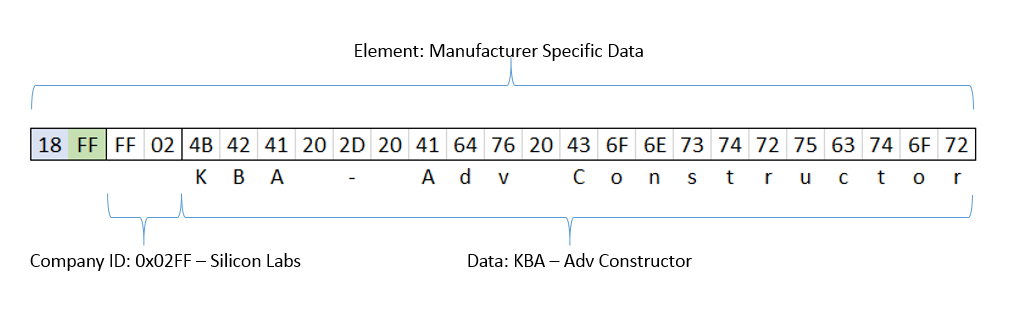 Element: Manufacturer Specific Data
18 FF FF 02 4B 42 41 20 2D 20 41 64 76 20 43 6F 6E 73 74 72 75 63 74 6F 72
K B A - A d v C o n s t r u c t o r
Company ID: 0x02FF – Silicon Labs Data: KBA – Adv Constructor